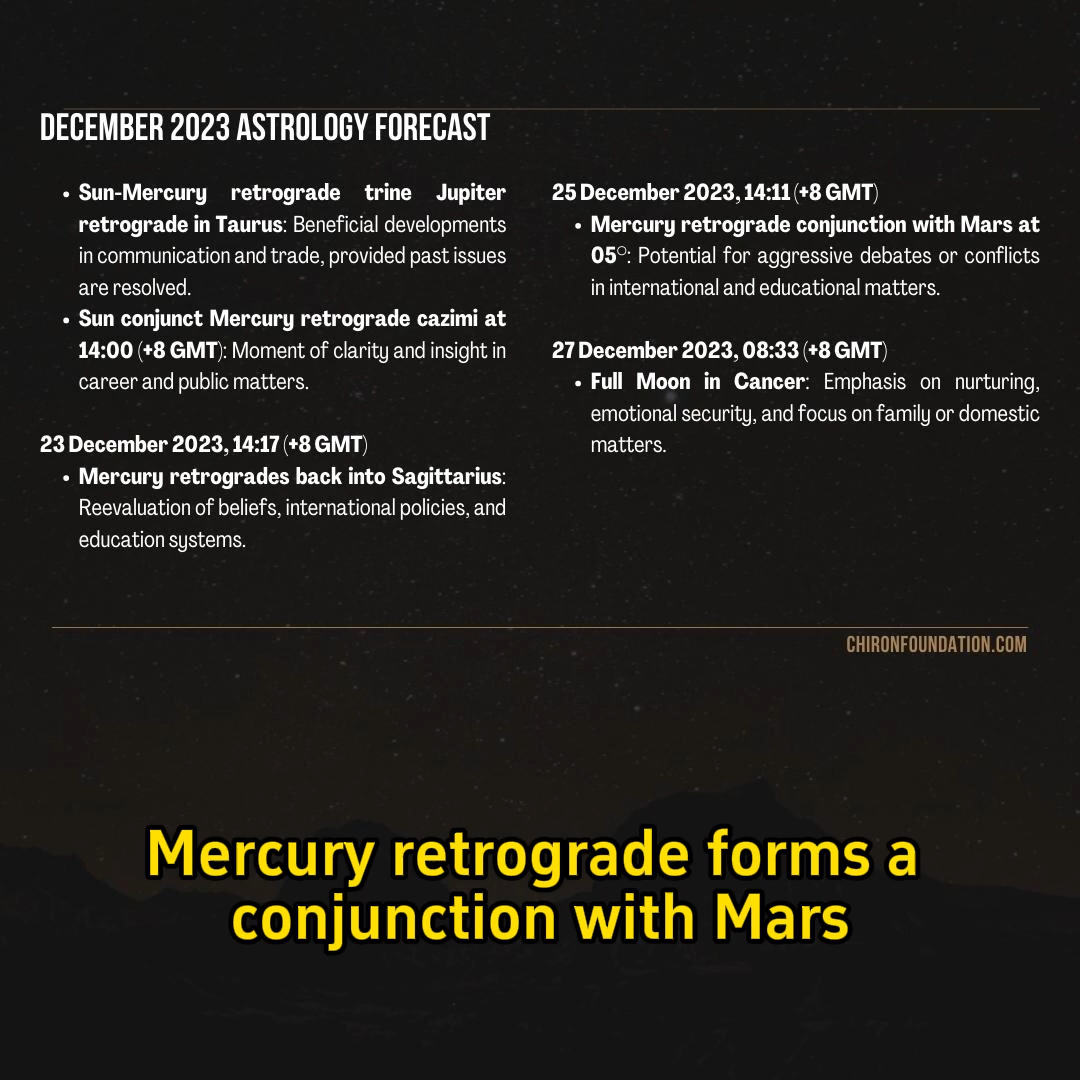 DECEMBER 2023 ASTROLOGY FORECAST
• Sun-Mercury retrograde trine Jupiter
retrograde in Taurus: Beneficial developments
in communication and trade, provided past issues
are resolved.
• Sun conjunct Mercury retrograde cazimi at
14:00 (+8 GMT): Moment of clarity and insight in
career and public matters.
23 December 2023, 14:17 (+8 GMT)
• Mercury retrogrades back into Sagittarius:
Reevaluation of beliefs, international policies, and
education systems.
25 December 2023, 14:11 (+8 GMT)
• Mercury retrograde conjunction with Mars at
05°: Potential for aggressive debates or conflicts
in international and educational matters.
27 December 2023, 08:33 (+8 GMT)
• Full Moon in Cancer: Emphasis on nurturing,
emotional security, and focus on family or domestic
matters.
CHIRONFOUNDATION.COM
Mercury retrograde forms a
conjunction with Mars